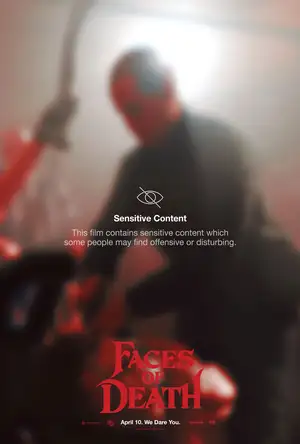 Sensitive Content
This film contains sensitive content which
some people may find offensive or disturbing.
FACES
OF
DEATH
April 10. We Dare You.